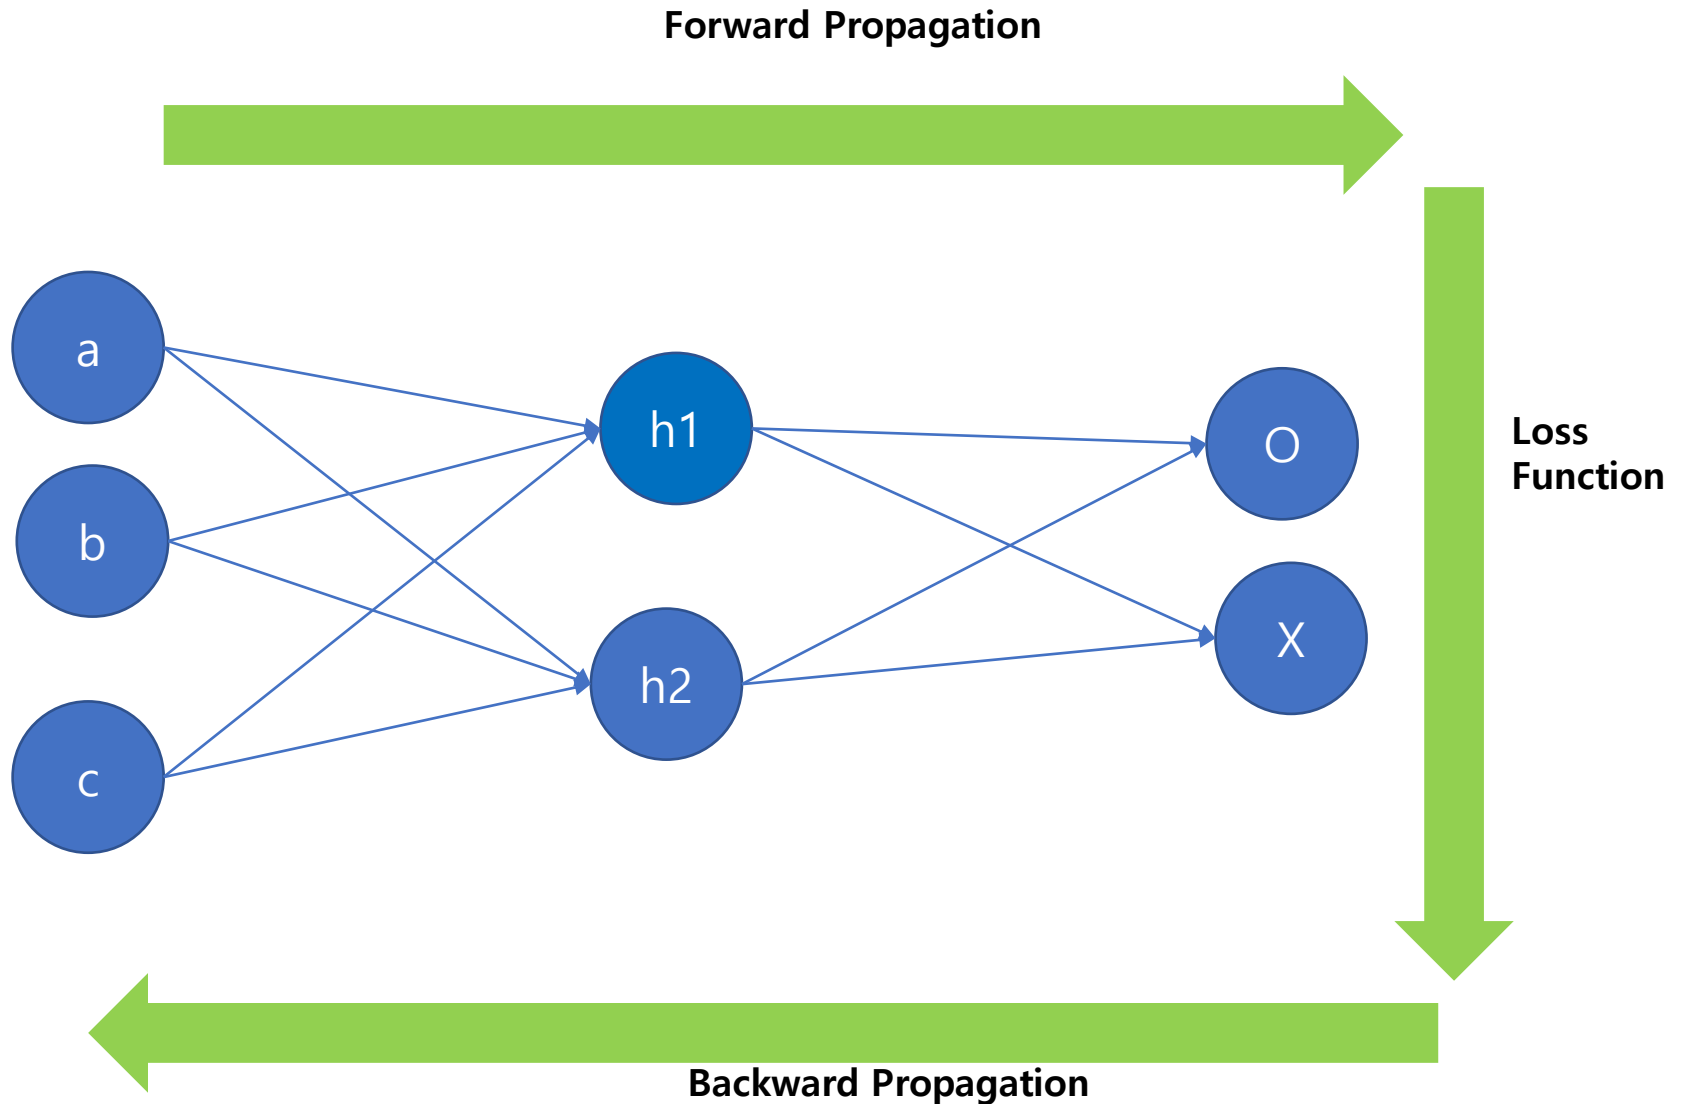 Forward Propagation
a
b
c
h1
h2
O
X
Loss
Function
Backward Propagation